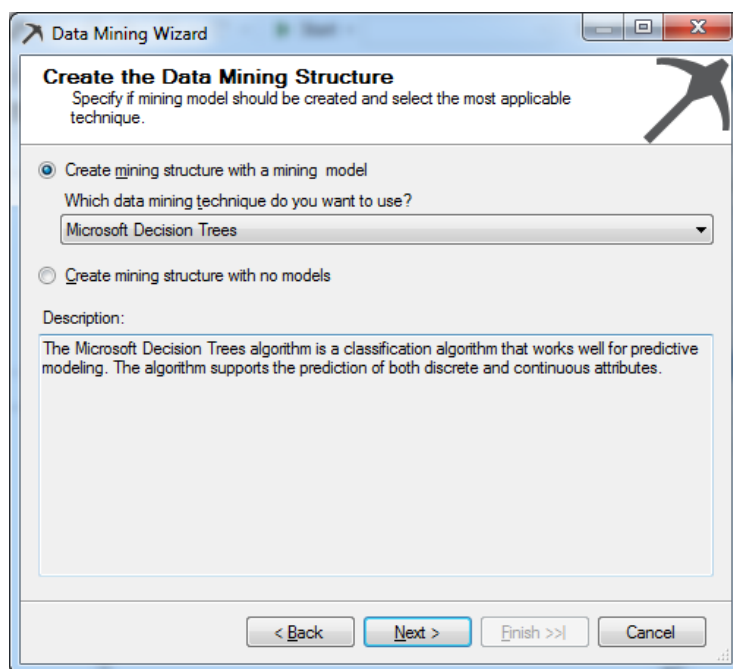 Data Mining Wizard
Create the Data Mining Structure
Specify if mining model should be created and select the most applicable
technique.
Create mining structure with a mining model
Which data mining technique do you want to use?
Microsoft Decision Trees
Create mining structure with no models
Description:
The Microsoft Decision Trees algorithm is a classification algorithm that works well for predictive
modeling. The algorithm supports the prediction of both discrete and continuous attributes.
< Back Next > Finish >>| Cancel